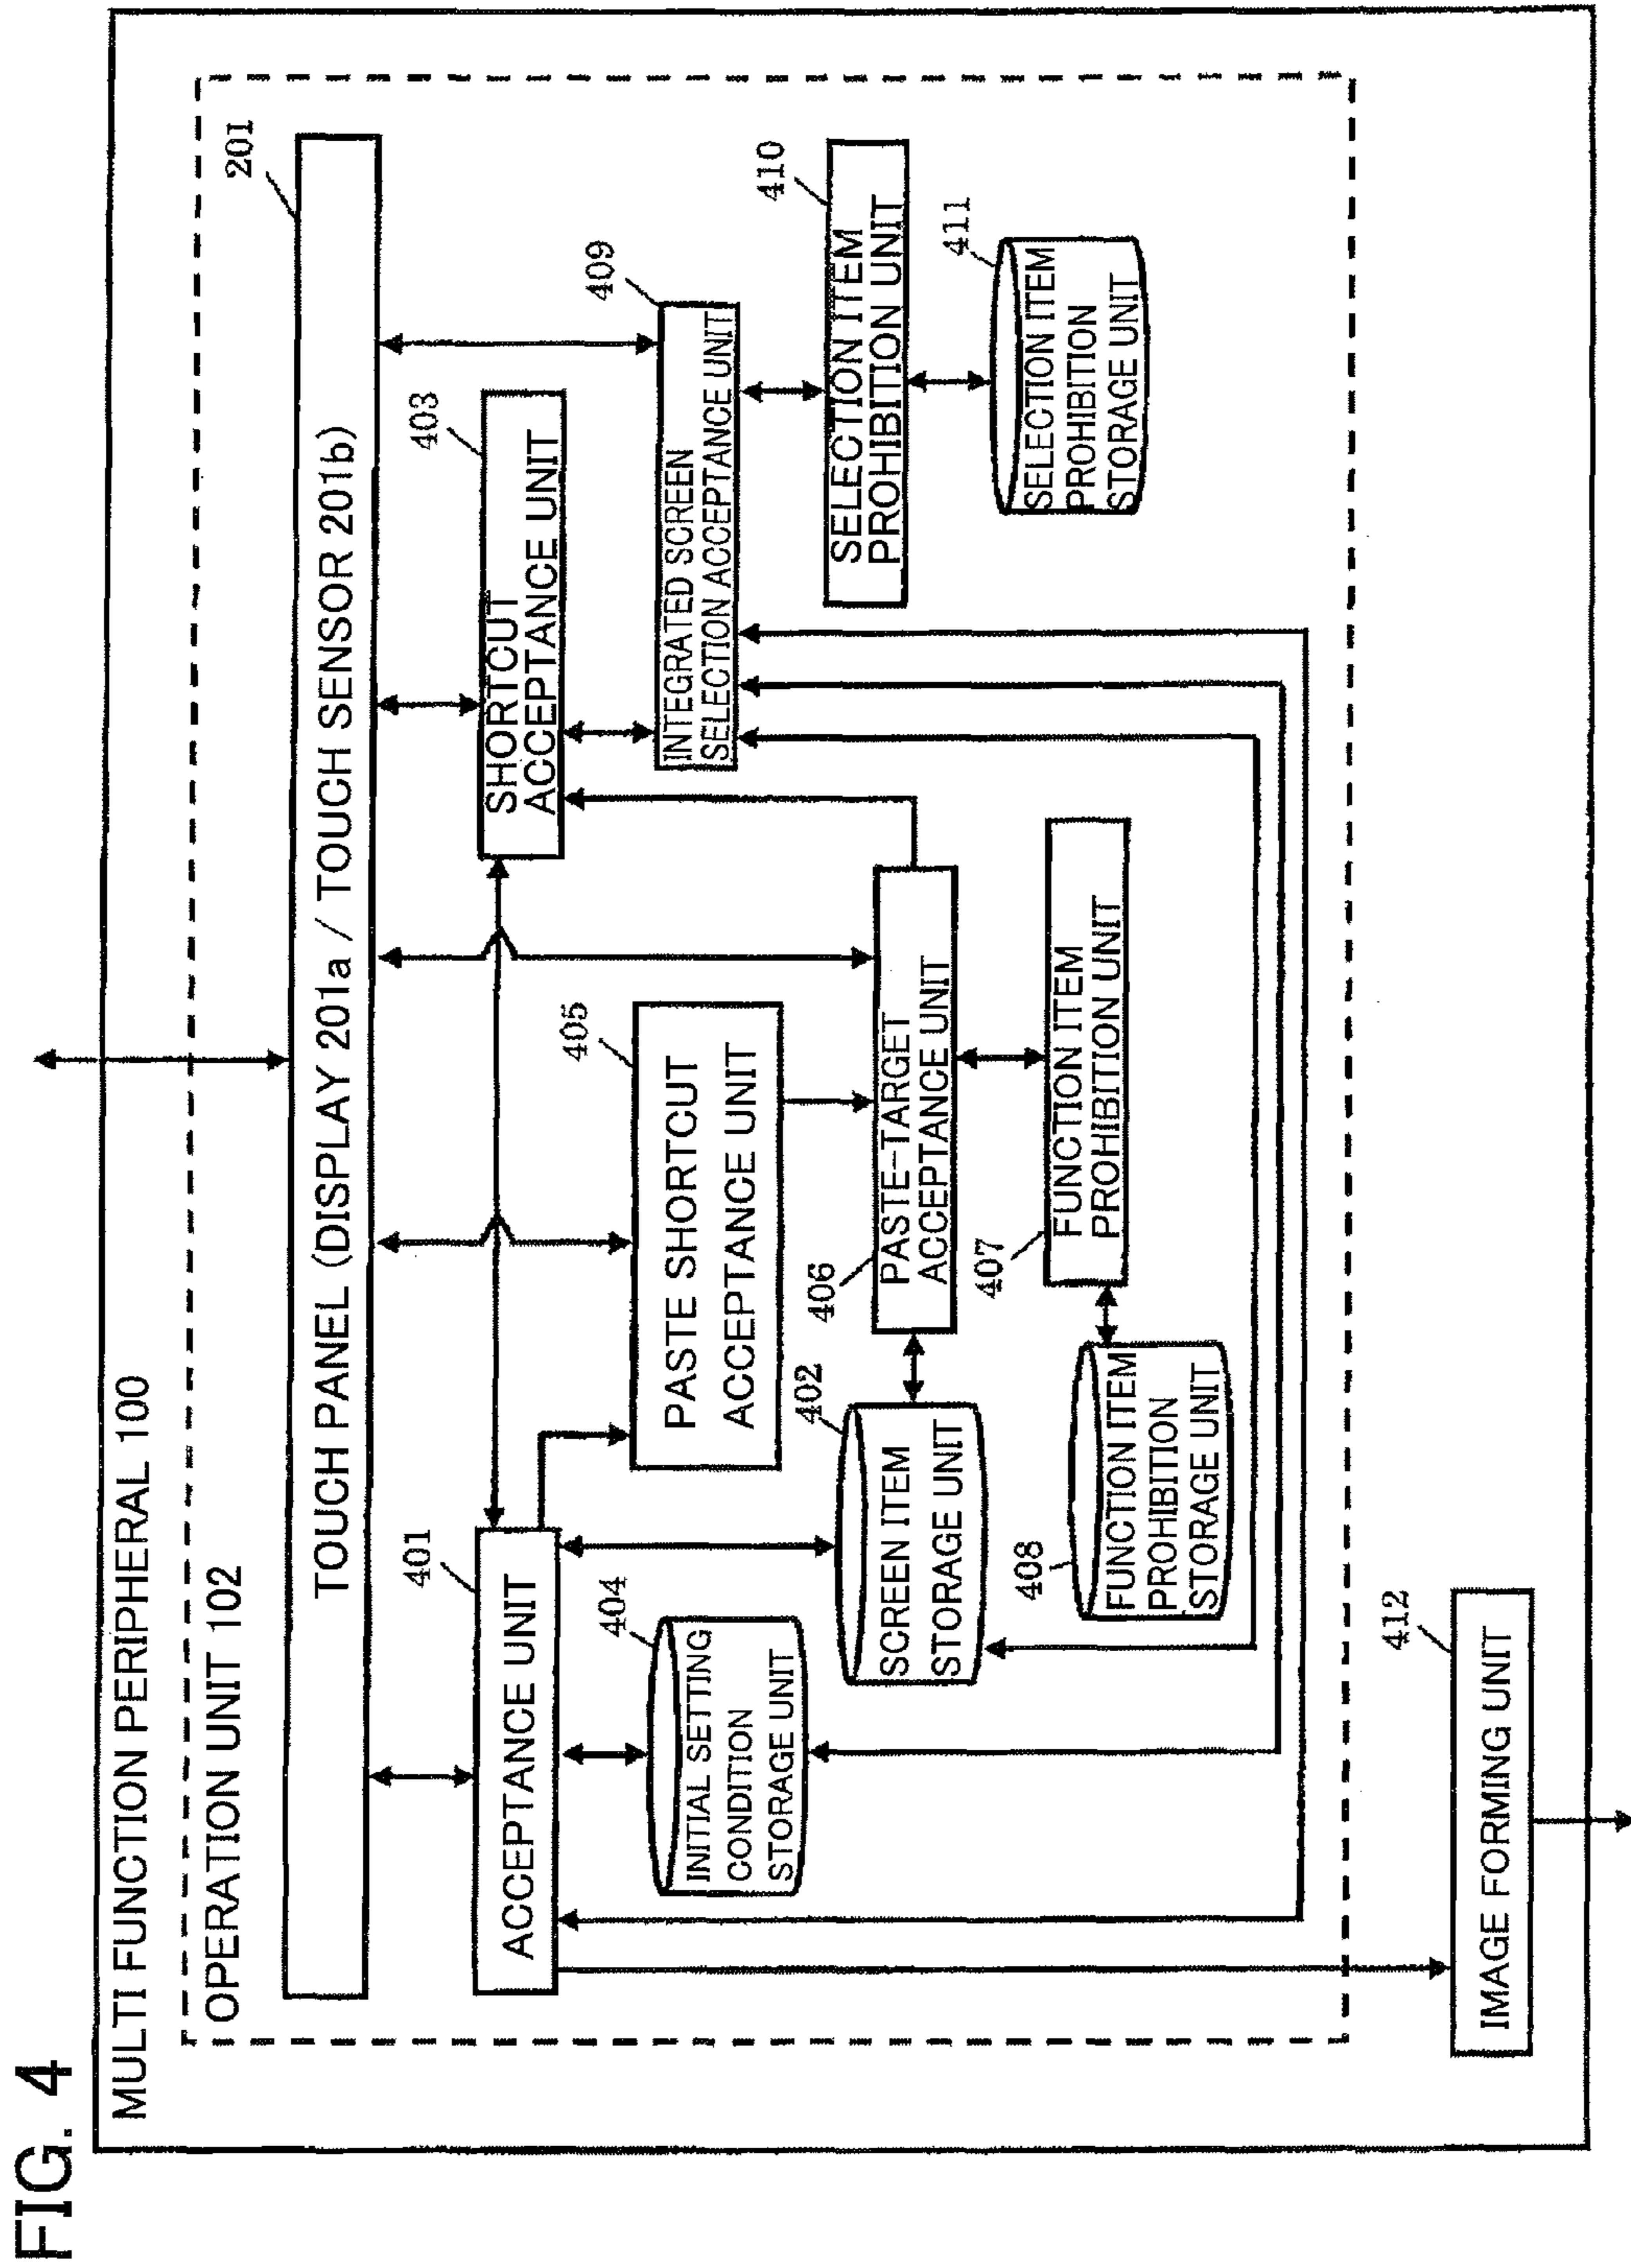 FIG. 4
MULTI FUNCTION PERIPHERAL 100
OPERATION UNIT 102
201
TOUCH PANEL (DISPLAY 201a / TOUCH SENSOR 201b)
401
ACCEPTANCE UNIT
403
SHORTCUT
ACCEPTANCE UNIT
404
INITIAL SETTING
CONDITION
STORAGE UNIT
405
PASTE SHORTCUT
ACCEPTANCE UNIT
409
INTEGRATED SCREEN
SELECTION ACCEPTANCE UNIT
402
SCREEN ITEM
STORAGE UNIT
406
PASTE-TARGET
ACCEPTANCE UNIT
410
SELECTION ITEM
PROHIBITION UNIT
408
FUNCTION ITEM
PROHIBITION
STORAGE UNIT
407
FUNCTION ITEM
PROHIBITION UNIT
411
SELECTION ITEM
PROHIBITION
STORAGE UNIT
412
IMAGE FORMING UNIT